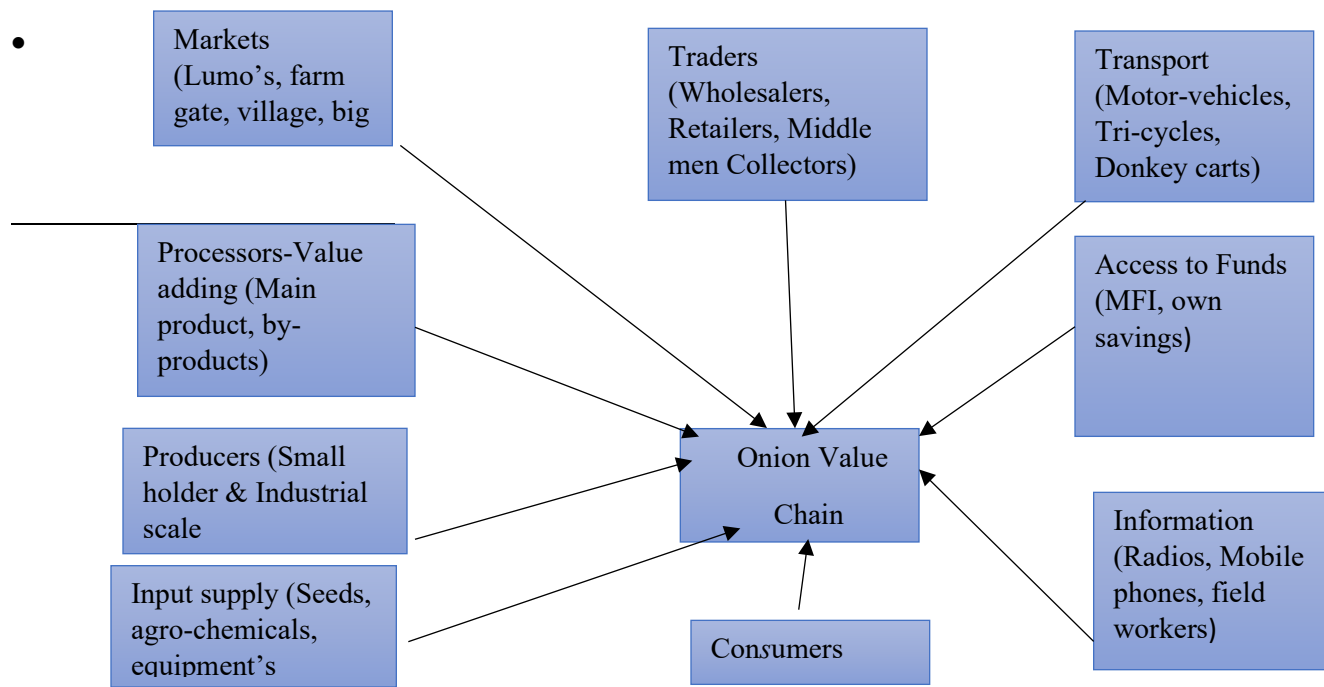 •
Markets
(Lumo’s, farm
gate, village, big
Traders
(Wholesalers,
Retailers, Middle
men Collectors)
Transport
(Motor-vehicles,
Tri-cycles,
Donkey carts)
Processors-Value
adding (Main
product, by-
products)
Access to Funds
(MFI, own
savings)
Producers (Small
holder & Industrial
scale
Onion Value
Chain
Information
(Radios, Mobile
phones, field
workers)
Input supply (Seeds,
agro-chemicals,
equipment’s
Consumers